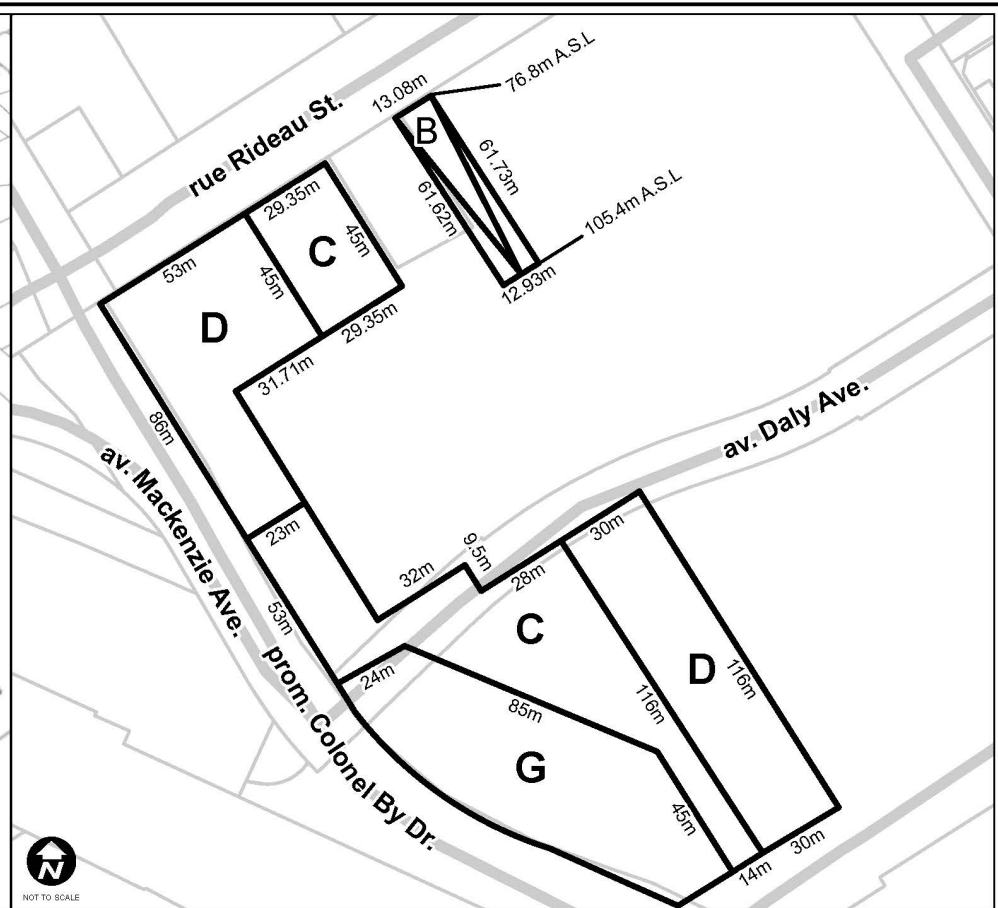 76.8m A.S.L
13.08m
rue Rideau St.
B
61.73m
61.62m
105.4m A.S.L
12.93m
29.35m
C
45m
45m
53m
D
29.35m
31.71m
86m
av. Mackenzie Ave.
23m
53m
av. Daly Ave.
30m
9.5m
32m
28m
C
24m
85m
116m
D
116m
G
prom. Colonel By Dr.
45m
14m
30m
N
NOT TO SCALE